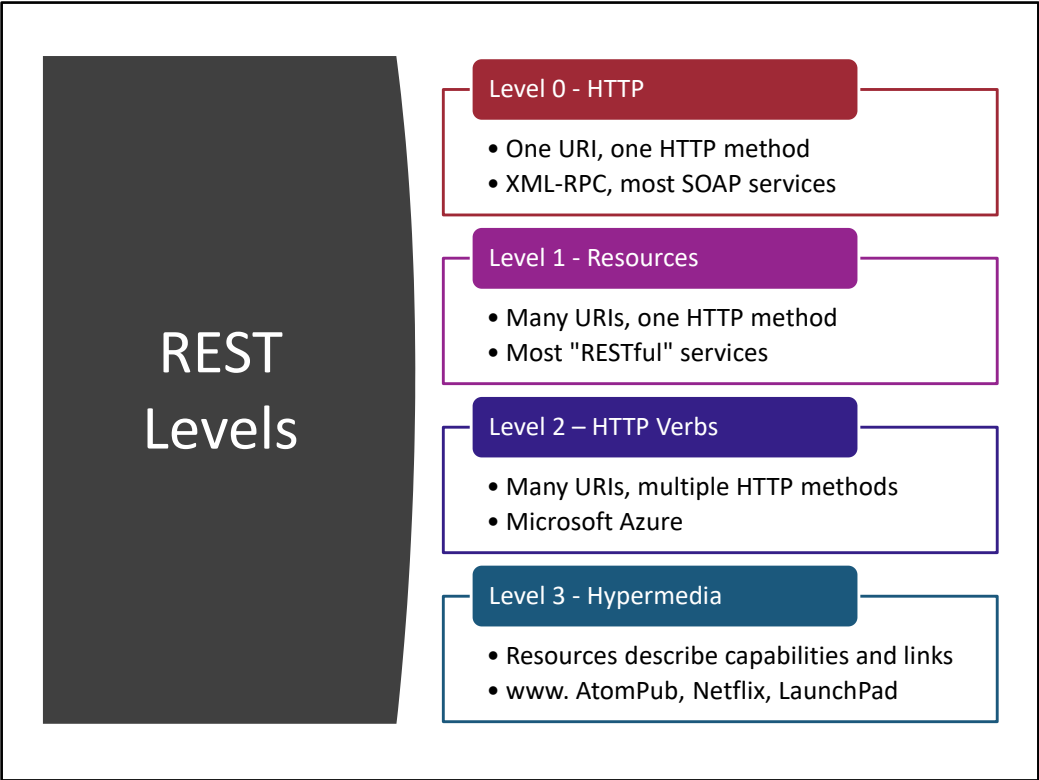 REST
Levels
Level 0 - HTTP
• One URI, one HTTP method
• XML-RPC, most SOAP services
Level 1 - Resources
• Many URIs, one HTTP method
• Most "RESTful" services
Level 2 – HTTP Verbs
• Many URIs, multiple HTTP methods
• Microsoft Azure
Level 3 - Hypermedia
• Resources describe capabilities and links
• www. AtomPub, Netflix, LaunchPad